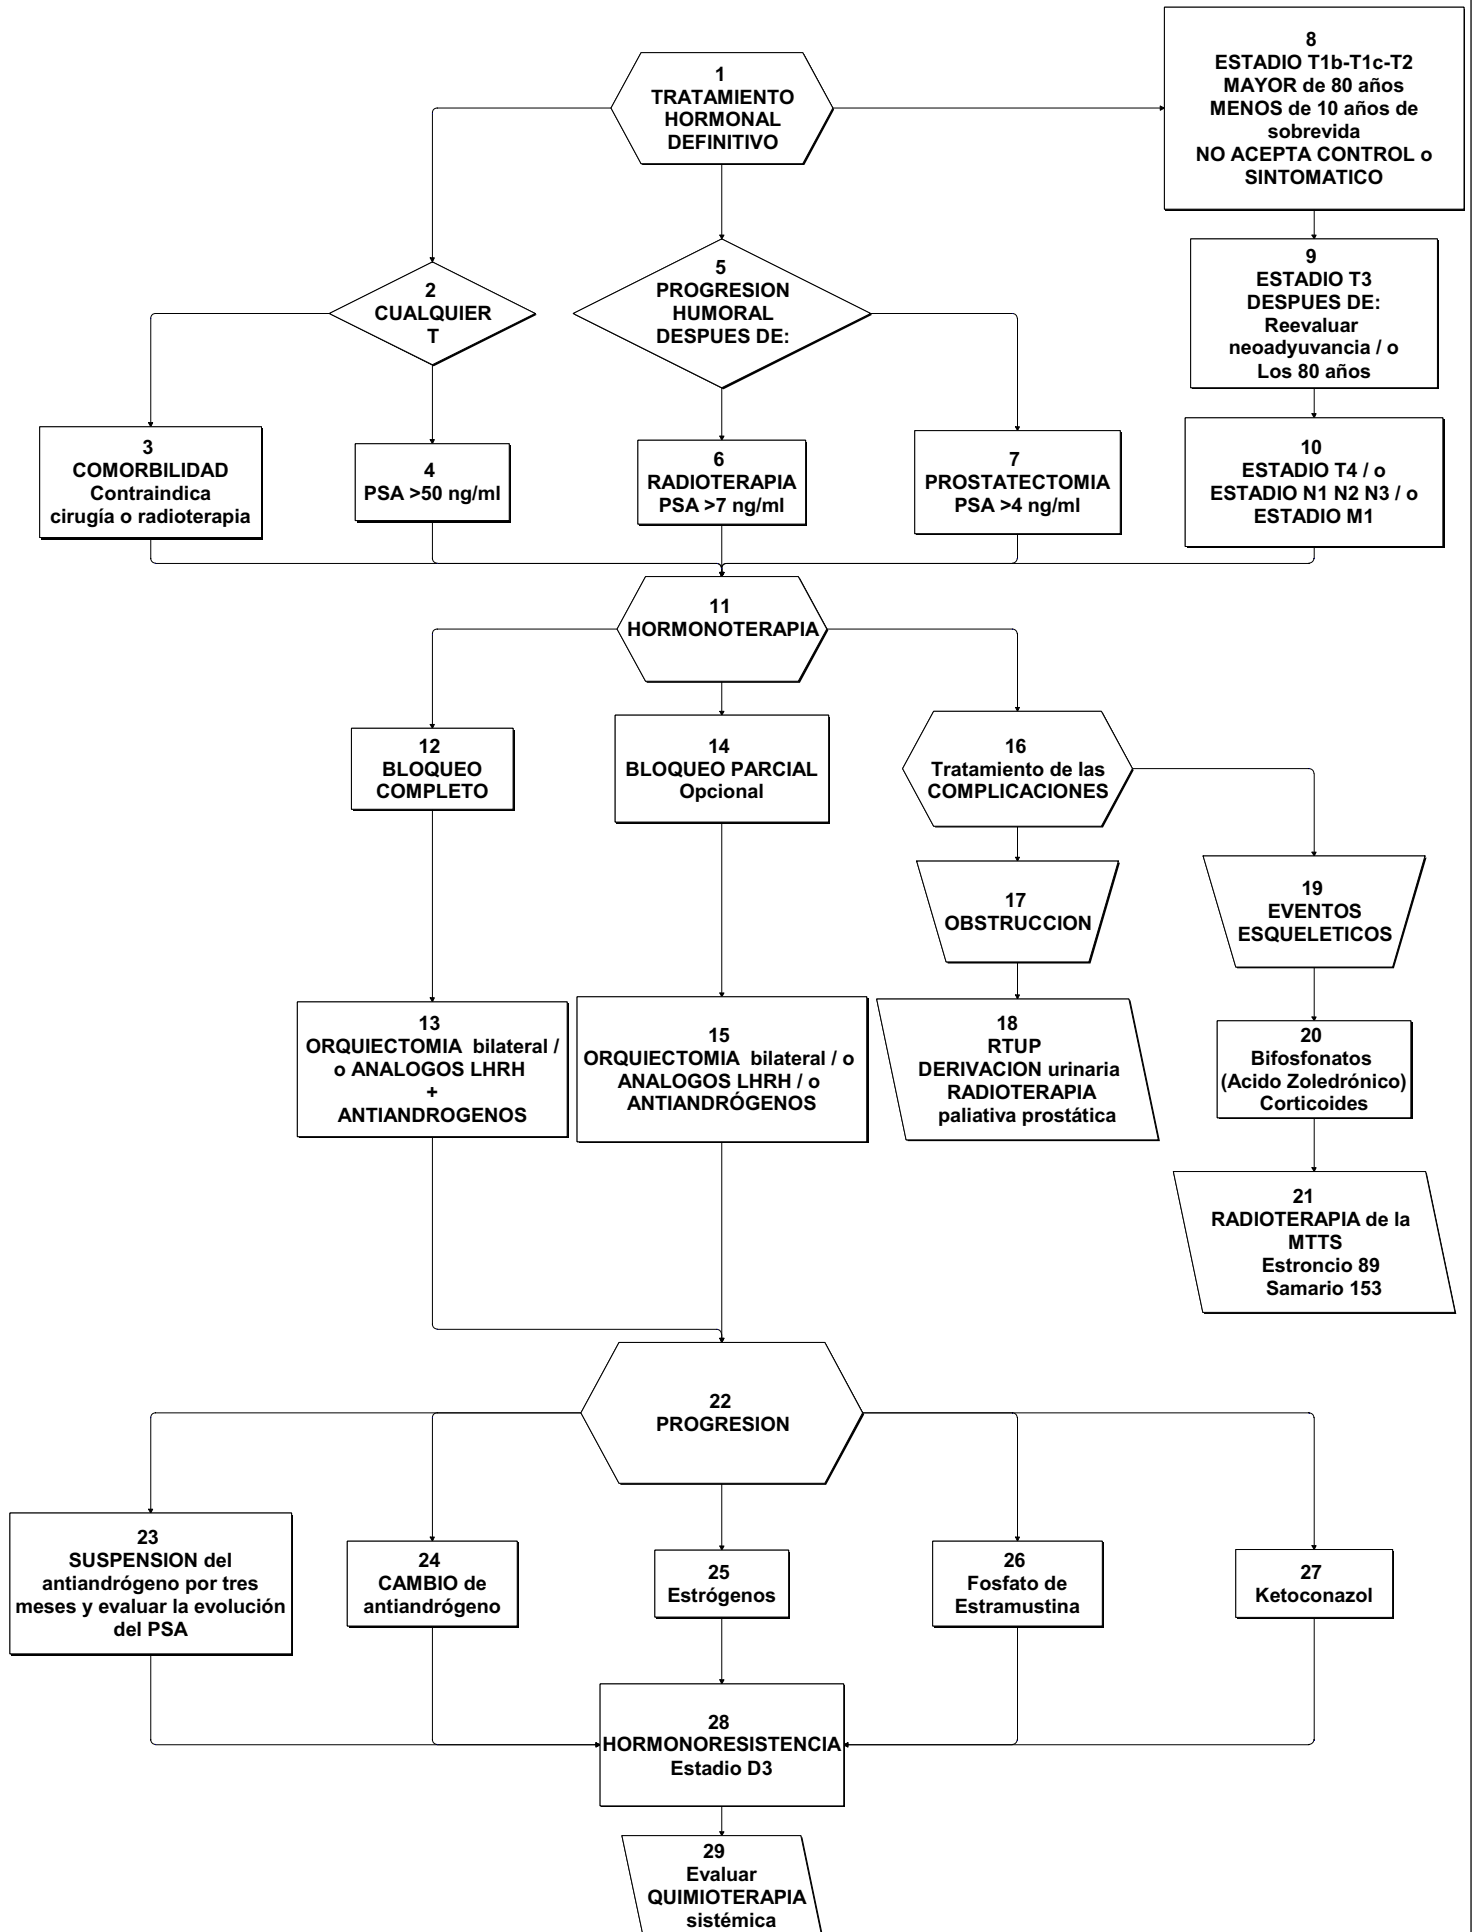 1
TRATAMIENTO
HORMONAL
DEFINITIVO
8
ESTADIO T1b-T1c-T2
MAYOR de 80 años
MENOS de 10 años de
sobrevida
NO ACEPTA CONTROL o
SINTOMATICO
2
CUALQUIER
T
5
PROGRESION
HUMORAL
DESPUES DE:
9
ESTADIO T3
DESPUES DE:
Reevaluar
neoadyuvancia / o
Los 80 años
3
COMORBILIDAD
Contraindica
cirugía o radioterapia
4
PSA >50 ng/ml
6
RADIOTERAPIA
PSA >7 ng/ml
7
PROSTATECTOMIA
PSA >4 ng/ml
10
ESTADIO T4 / o
ESTADIO N1 N2 N3 / o
ESTADIO M1
11
HORMONOTERAPIA
12
BLOQUEO
COMPLETO
14
BLOQUEO PARCIAL
Opcional
16
Tratamiento de las
COMPLICACIONES
17
OBSTRUCCION
19
EVENTOS
ESQUELETICOS
13
ORQUIECTOMIA bilateral /
o ANALOGOS LHRH
+
ANTIANDROGENOS
15
ORQUIECTOMIA bilateral / o
ANALOGOS LHRH / o
ANTIANDRÓGENOS
18
RTUP
DERIVACION urinaria
RADIOTERAPIA
paliativa prostática
20
Bifosfonatos
(Acido Zoledrónico)
Corticoides
21
RADIOTERAPIA de la
MTTS
Estroncio 89
Samario 153
22
PROGRESION
23
SUSPENSION del
antiandrógeno por tres
meses y evaluar la evolución
del PSA
24
CAMBIO de
antiandrógeno
25
Estrógenos
26
Fosfato de
Estramustina
27
Ketoconazol
28
HORMONORESISTENCIA
Estadio D3
29
Evaluar
QUIMIOTERAPIA
sistémica